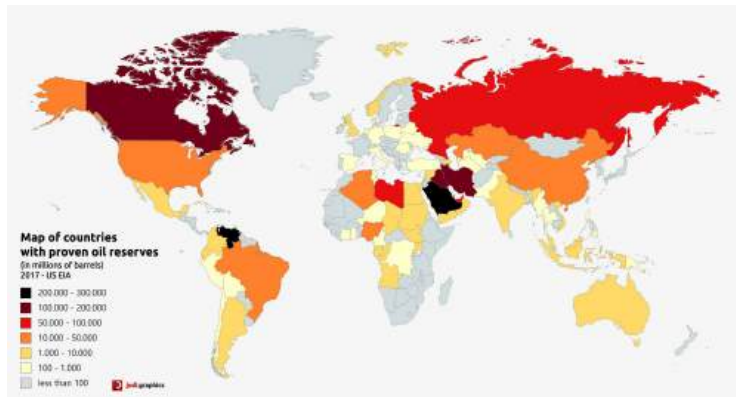 Map of countries
with proven oil reserves
(in millions of barrels)
2017 - US EIA
200.000 - 300.000
100.000 - 200.000
50.000 - 100.000
10.000 - 50.000
1.000 - 10.000
100 - 1.000
less than 100
jodi.graphics